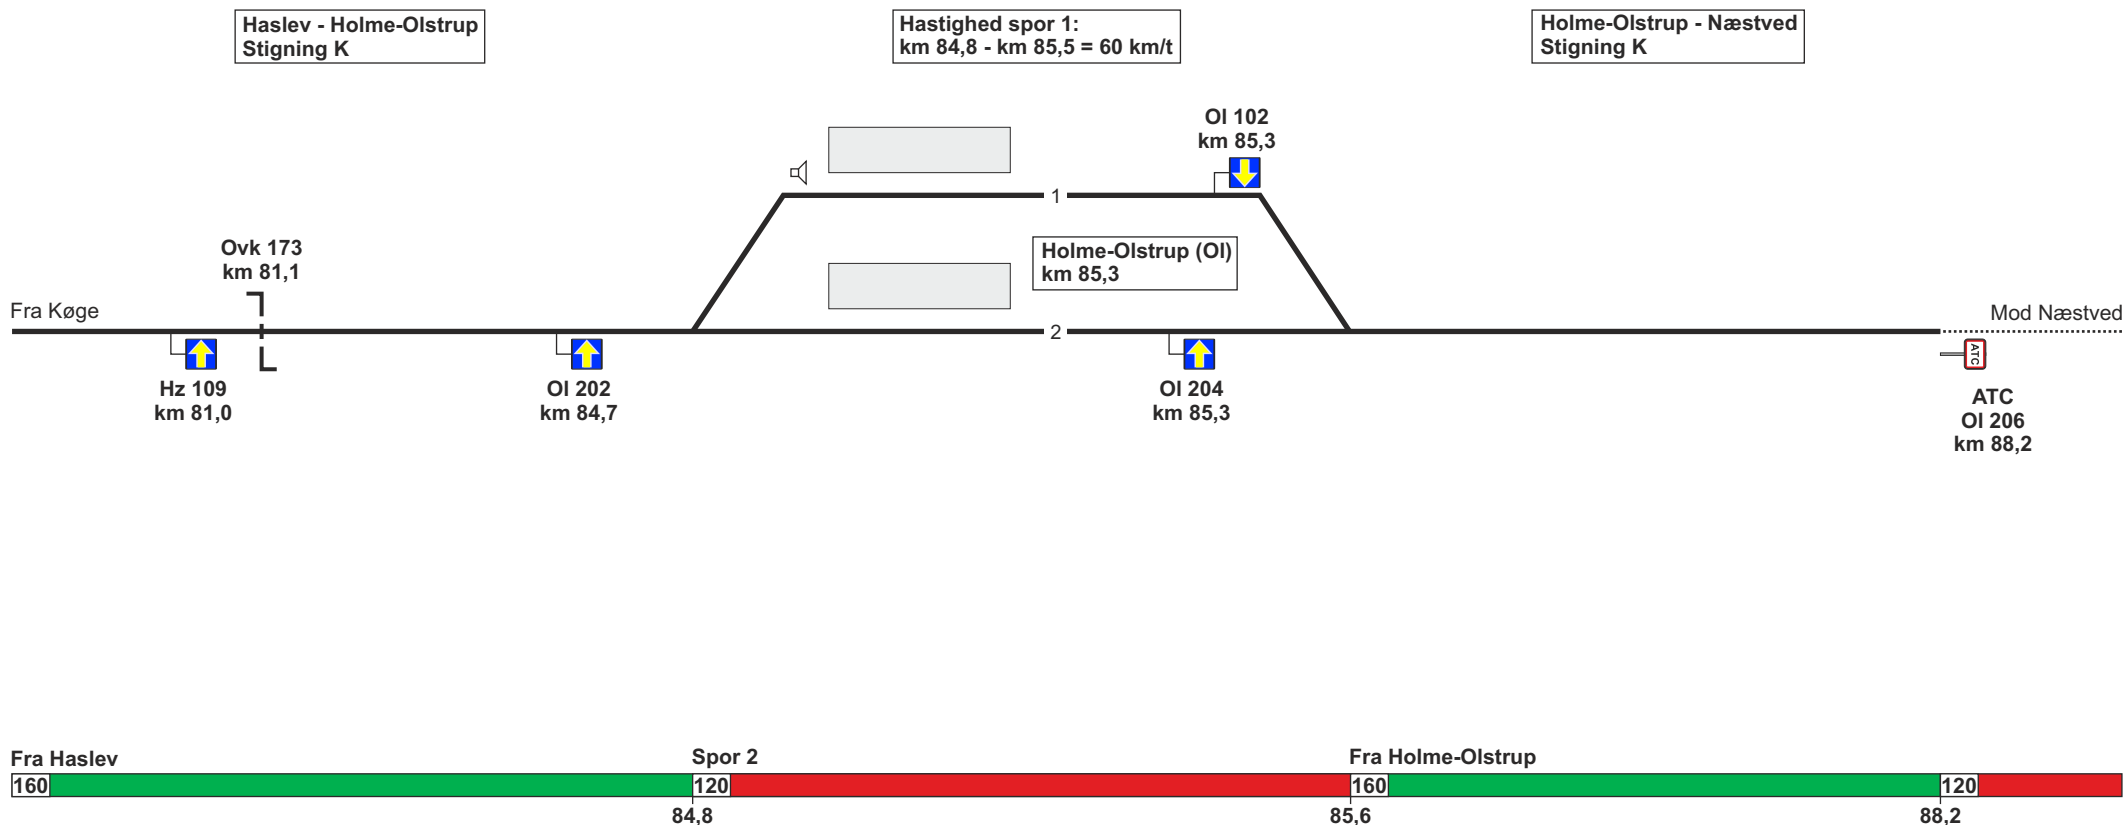 Haslev - Holme-Olstrup
Stigning K
Hastighed spor 1:
km 84,8 - km 85,5 = 60 km/t
Holme-Olstrup - Næstved
Stigning K
Ol 102
km 85,3
1
Ovk 173
km 81,1
Holme-Olstrup (Ol)
km 85,3
Fra Køge
2
Mod Næstved
Hz 109
km 81,0
Ol 202
km 84,7
Ol 204
km 85,3
ATC
ATC
Ol 206
km 88,2
Fra Haslev
Spor 2
Fra Holme-Olstrup
160
120
160
120
84,8
85,6
88,2